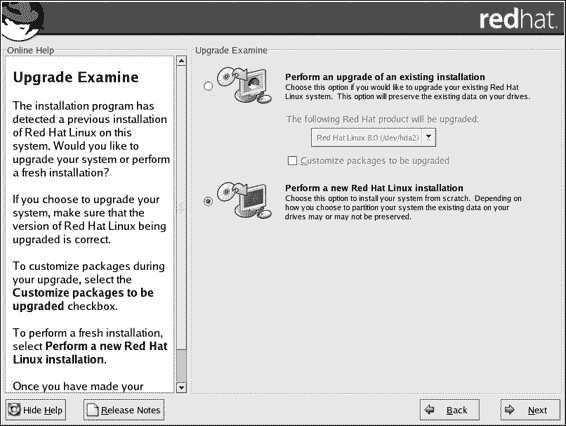 redhat.
Online Help
Upgrade Examine
The installation program has
detected a previous installation
of Red Hat Linux on this
system. Would you like to
upgrade your system or perform
a fresh installation?
If you choose to upgrade your
system, make sure that the
version of Red Hat Linux being
upgraded is correct.
To customize packages during
your upgrade, select the
Customize packages to be
upgraded checkbox.
To perform a fresh installation,
select Perform a new Red Hat
Linux installation.
Once you have made your
Upgrade Examine
Perform an upgrade of an existing installation
Choose this option if you would like to upgrade your existing Red Hat
Linux system. This option will preserve the existing data on your drives.
The following Red Hat product will be upgraded:
Red Hat Linux 8.0 (/dev/hda2)
Customize packages to be upgraded
Perform a new Red Hat Linux installation
Choose this option to install your system from scratch. Depending on
how you choose to partition your system the existing data on your
drives may or may not be preserved.
Hide Help
Release Notes
Back
Next